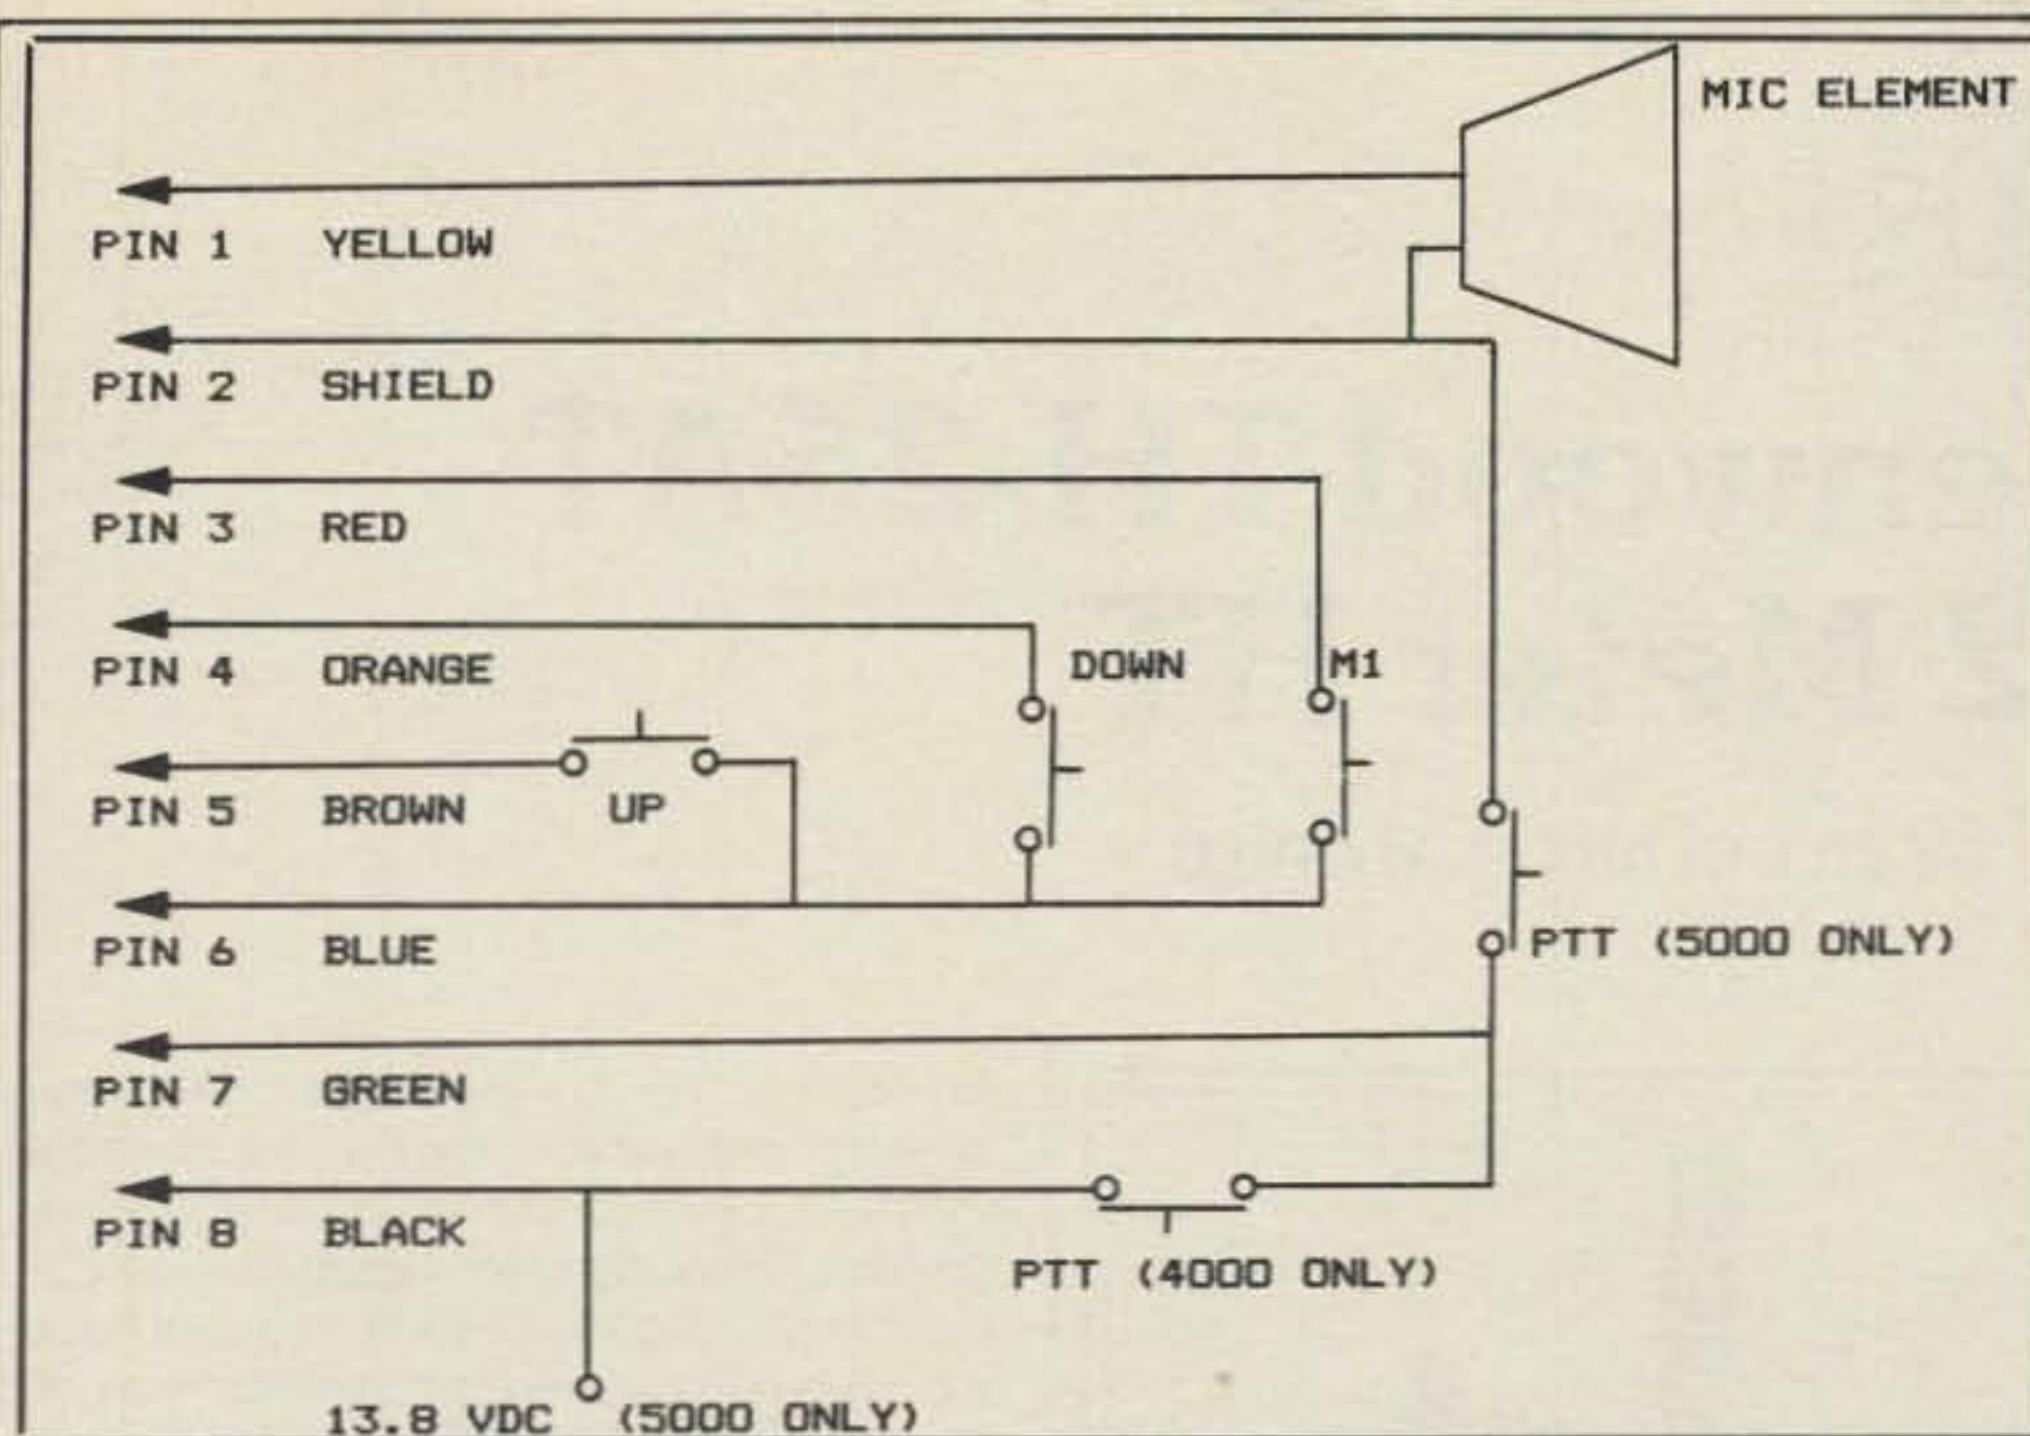 MIC ELEMENT
PIN 1 YELLOW
PIN 2 SHIELD
PIN 3 RED
PIN 4 ORANGE
DOWN
M1
PIN 5 BROWN
UP
PIN 6 BLUE
PTT (5000 ONLY)
PIN 7 GREEN
PIN 8 BLACK
PTT (4000 ONLY)
13.8 VDC (5000 ONLY)